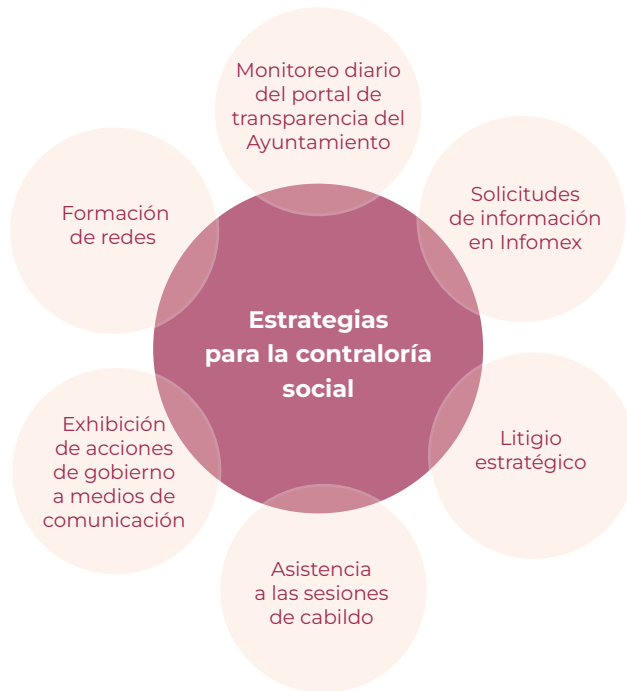 Monitoreo diario
del portal de
transparencia del
Ayuntamiento
Solicitudes
de información
en Infomex
Formación
de redes
Estrategias
para la contraloría
social
Litigio
estratégico
Exhibición
de acciones
de gobierno
a medios de
comunicación
Asistencia
a las sesiones
de cabildo